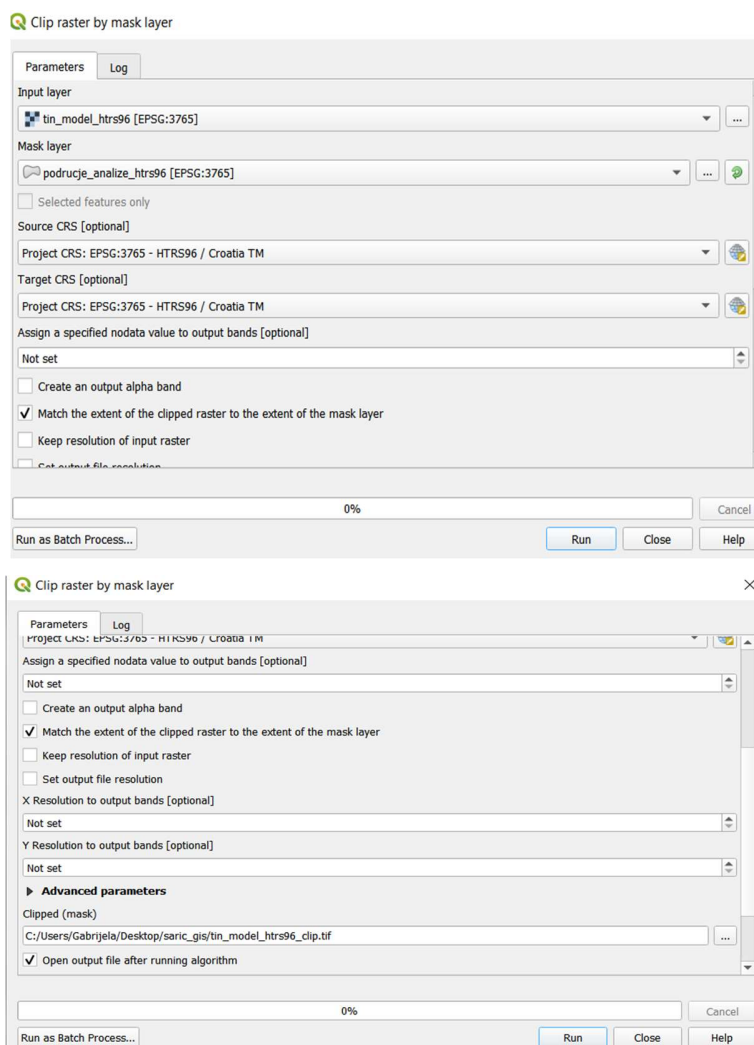 Clip raster by mask layer
Parameters Log
Input layer
tin_model_htrs96 [EPSG:3765] ...
Mask layer
podrucje_analize_htrs96 [EPSG:3765] ...
Selected features only
Source CRS [optional]
Project CRS: EPSG:3765 - HTRS96 / Croatia TM
Target CRS [optional]
Project CRS: EPSG:3765 - HTRS96 / Croatia TM
Assign a specified nodata value to output bands [optional]
Not set
Create an output alpha band
Match the extent of the clipped raster to the extent of the mask layer
Keep resolution of input raster
Set output file resolution
0% Cancel
Run as Batch Process... Run Close Help
Clip raster by mask layer
Parameters Log
Project CRS: EPSG:3765 - HTRS96 / Croatia TM
Assign a specified nodata value to output bands [optional]
Not set
Create an output alpha band
Match the extent of the clipped raster to the extent of the mask layer
Keep resolution of input raster
Set output file resolution
X Resolution to output bands [optional]
Not set
Y Resolution to output bands [optional]
Not set
Advanced parameters
Clipped (mask)
C:/Users/Gabrijela/Desktop/saric_gis/tin_model_htrs96_clip.tif ...
Open output file after running algorithm
0% Cancel
Run as Batch Process... Run Close Help